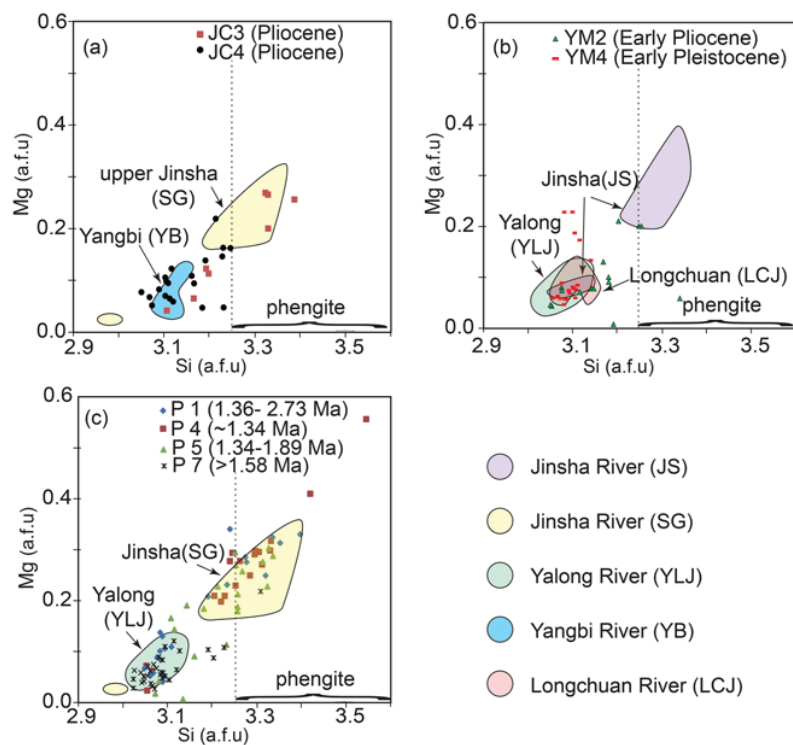 (a)
JC3 (Pliocene)
JC4 (Pliocene)
0.6
0.4
0.2
0.0
Mg (a.f.u)
upper Jinsha
(SG)
Yangbi (YB)
phengite
2.9
3.1
3.3
3.5
Si (a.f.u)
(b)
YM2 (Early Pliocene)
YM4 (Early Pleistocene)
0.6
0.4
0.2
0.0
Mg (a.f.u)
Jinsha(JS)
Yalong
(YLJ)
Longchuan (LCJ)
phengite
2.9
3.1
3.3
3.5
Si (a.f.u)
(c)
P 1 (1.36- 2.73 Ma)
P 4 (~1.34 Ma)
P 5 (1.34-1.89 Ma)
P 7 (>1.58 Ma)
0.6
0.4
0.2
0.0
Mg (a.f.u)
Jinsha(SG)
Yalong
(YLJ)
phengite
2.9
3.1
3.3
3.5
Si (a.f.u)
Jinsha River (JS)
Jinsha River (SG)
Yalong River (YLJ)
Yangbi River (YB)
Longchuan River (LCJ)